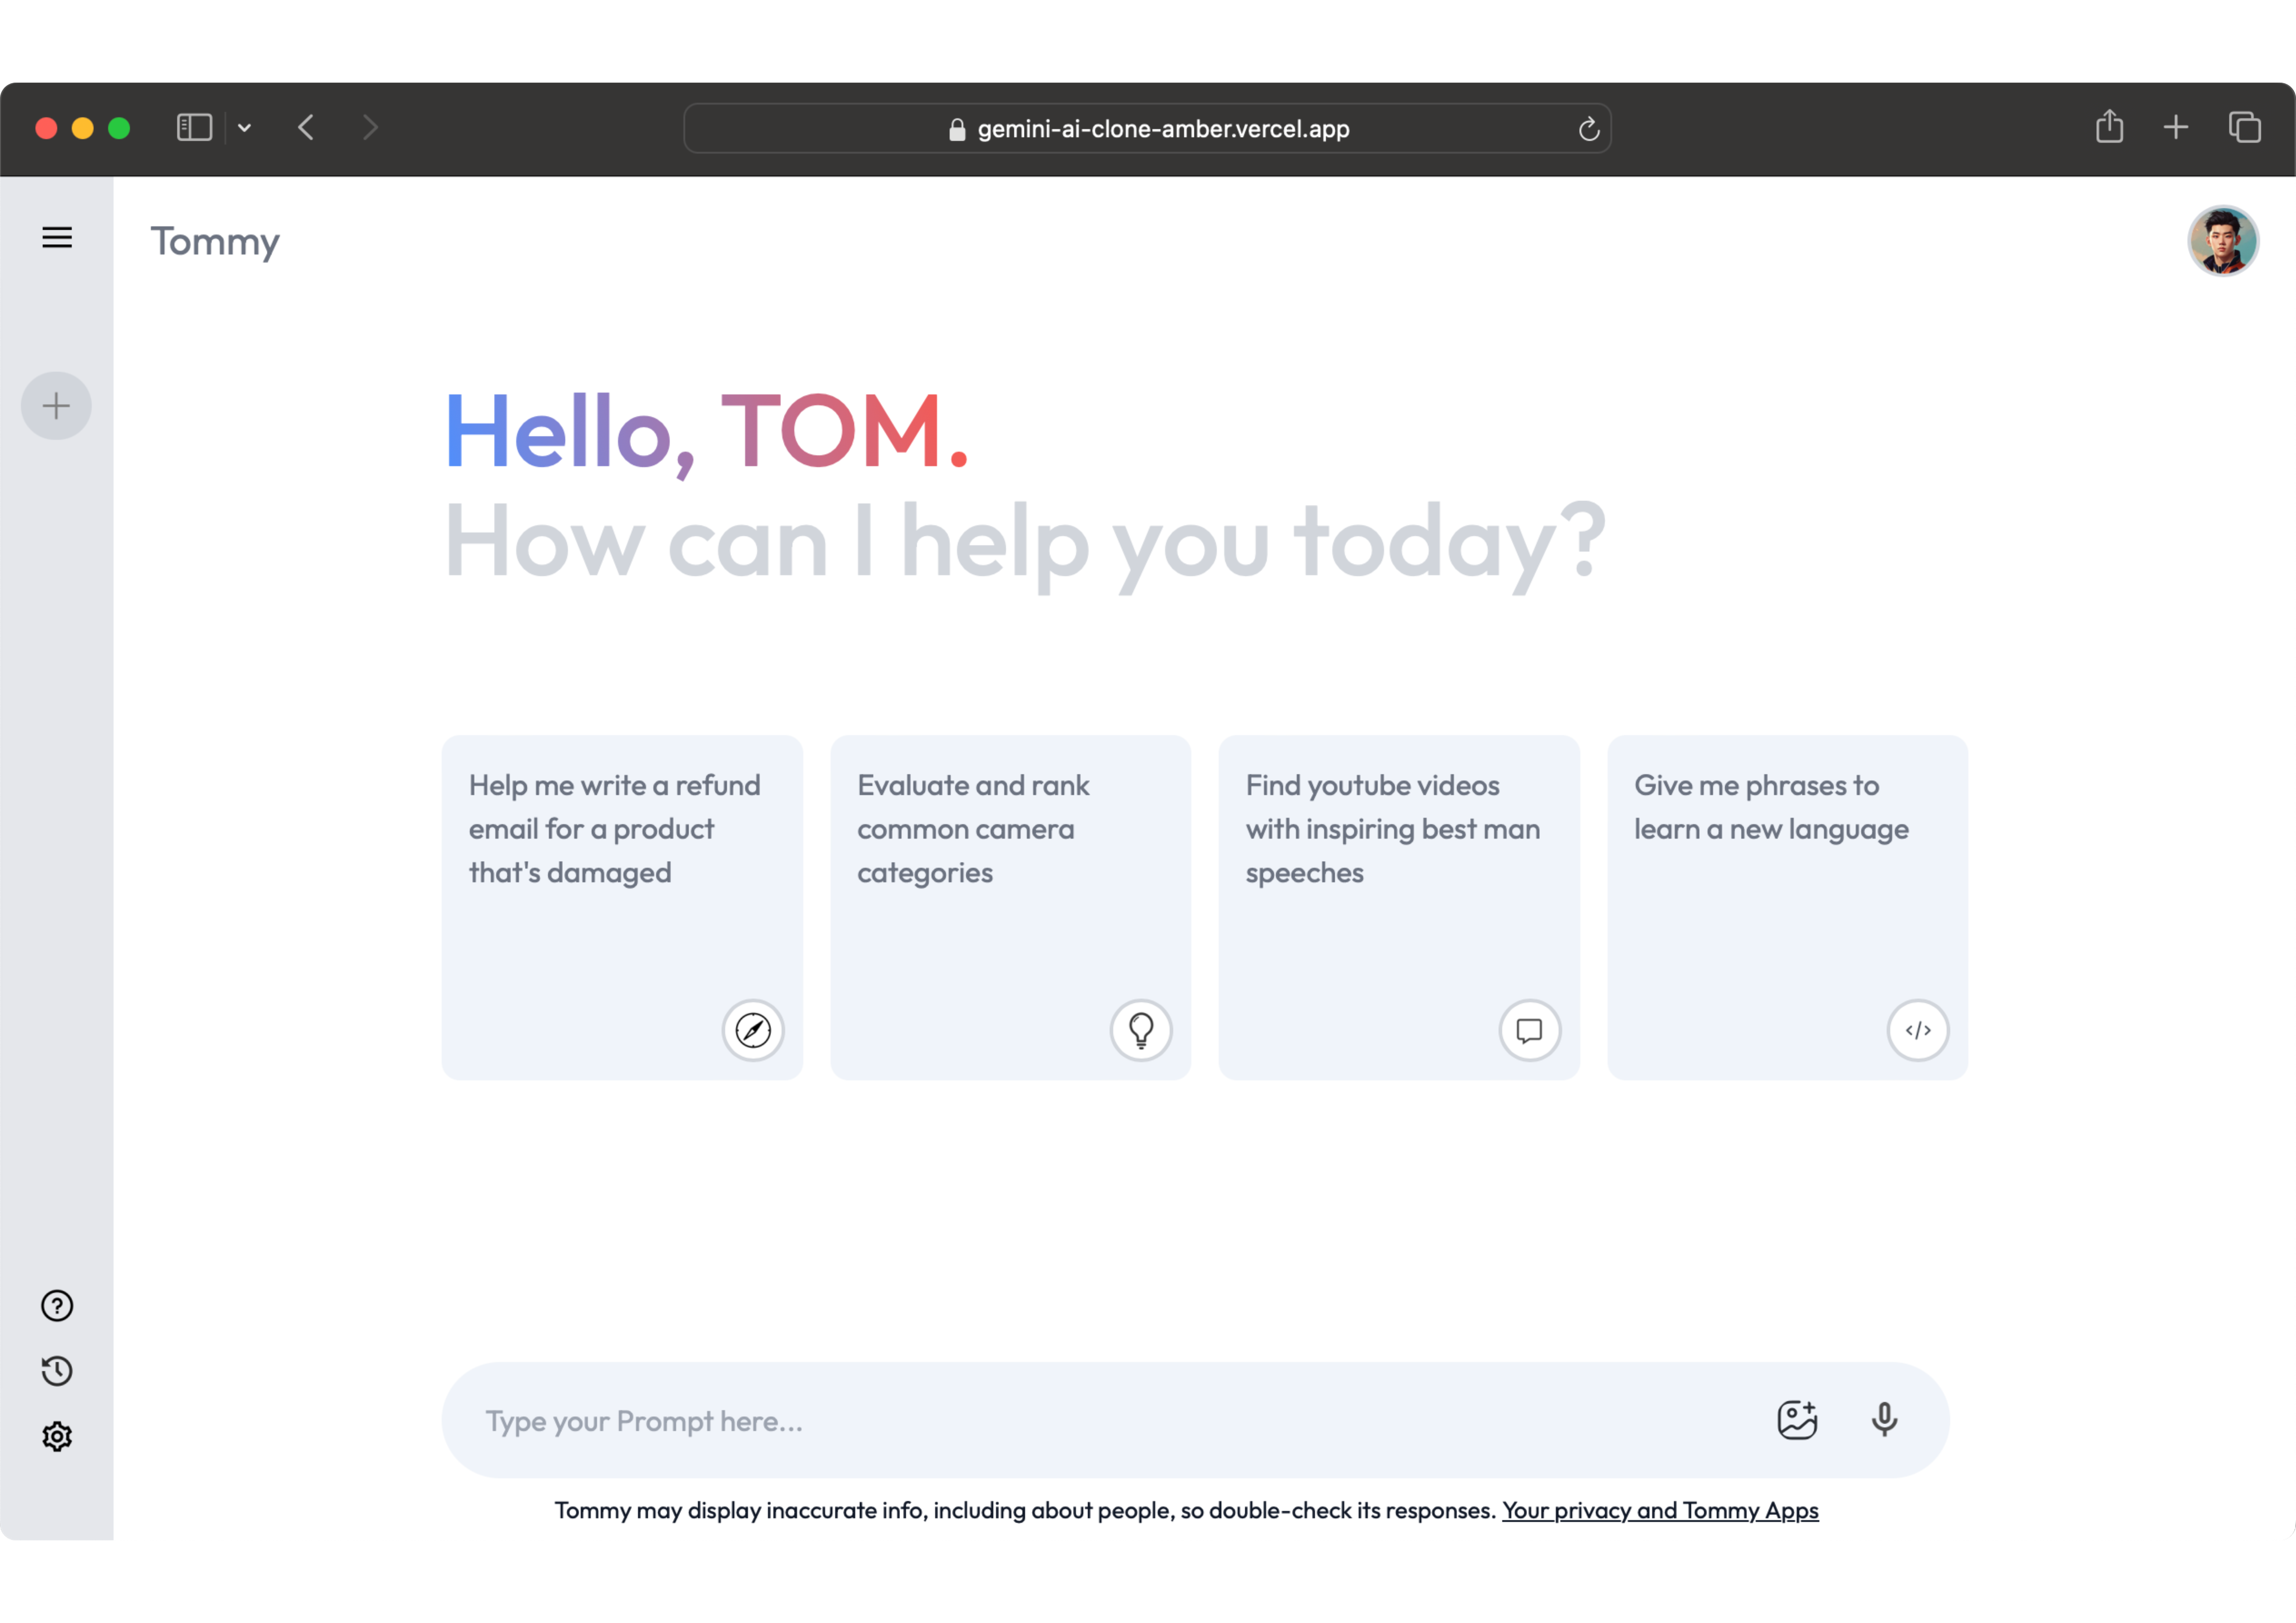 gemini-ai-clone-amber.vercel.app
Tommy
Hello, TOM.
How can I help you today?
Help me write a refund
email for a product
that's damaged
Evaluate and rank
common camera
categories
Find youtube videos
with inspiring best man
speeches
Give me phrases to
learn a new language
Type your Prompt here...
Tommy may display inaccurate info, including about people, so double-check its responses. Your privacy and Tommy Apps